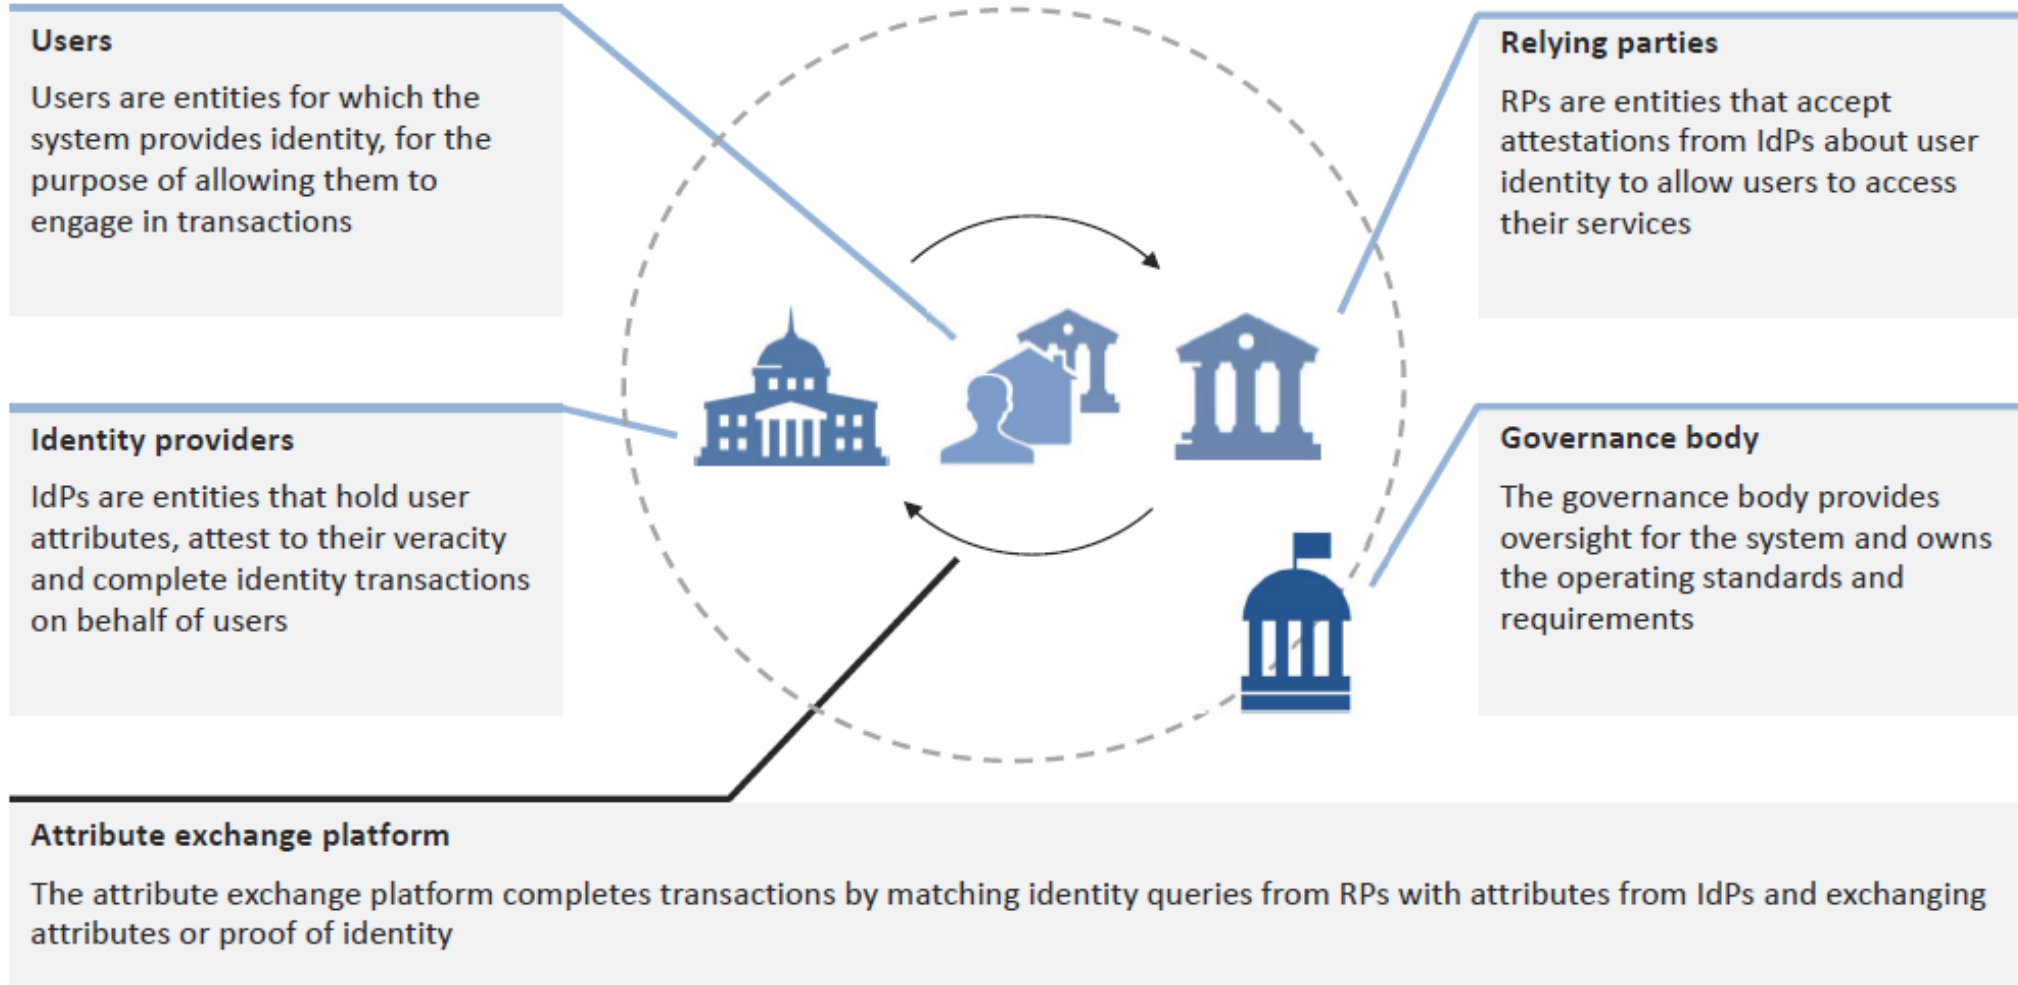 Users
Users are entities for which the
system provides identity, for the
purpose of allowing them to
engage in transactions
Relying parties
RPs are entities that accept
attestations from IdPs about user
identity to allow users to access
their services
Identity providers
IdPs are entities that hold user
attributes, attest to their veracity
and complete identity transactions
on behalf of users
Governance body
The governance body provides
oversight for the system and owns
the operating standards and
requirements
Attribute exchange platform
The attribute exchange platform completes transactions by matching identity queries from RPs with attributes from IdPs and exchanging
attributes or proof of identity